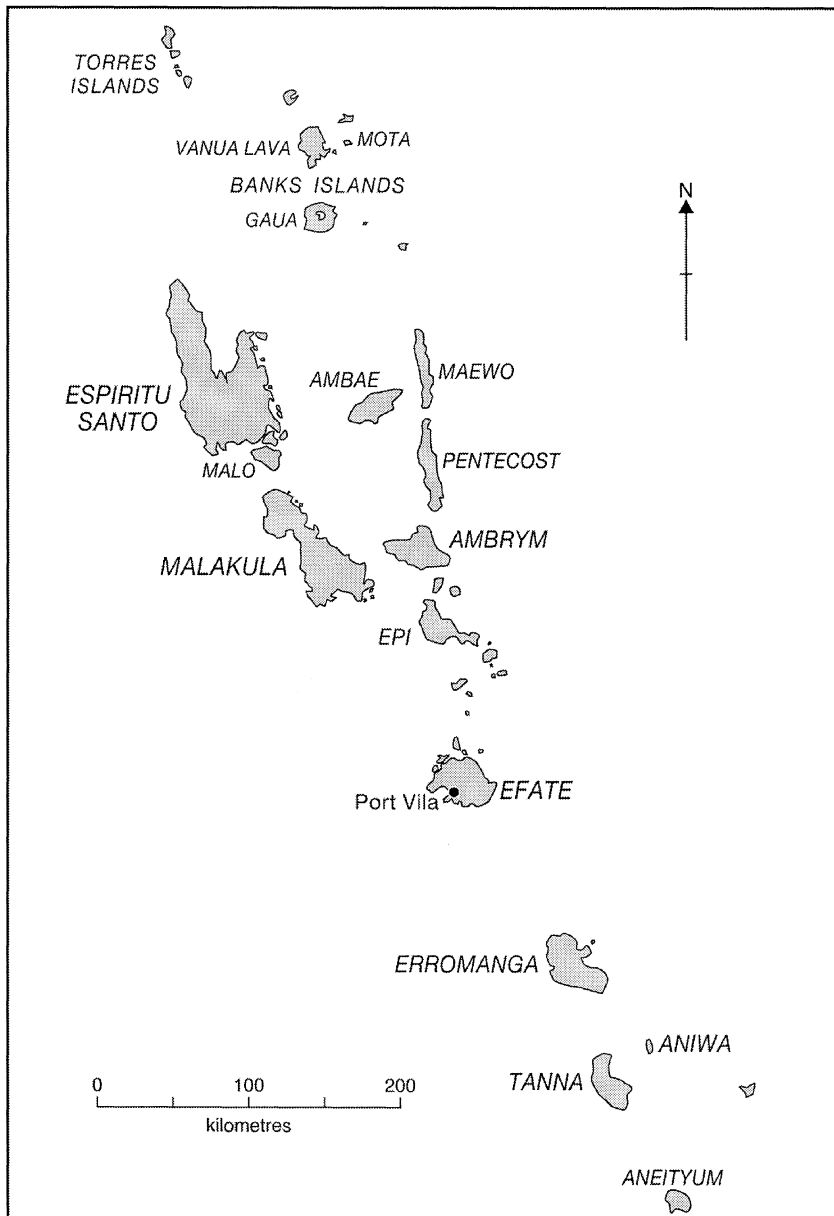 TORRES
ISLANDS
VANUA LAVA
MOTA
BANKS ISLANDS
GAUA
N
ESPIRITU
SANTO
AMBAE
MAEWO
MALO
PENTECOST
MALAKULA
AMBRYM
EPI
Port Vila
EFATE
ERROMANGA
ANIWA
TANNA
0 100 200
kilometres
ANEITYUM